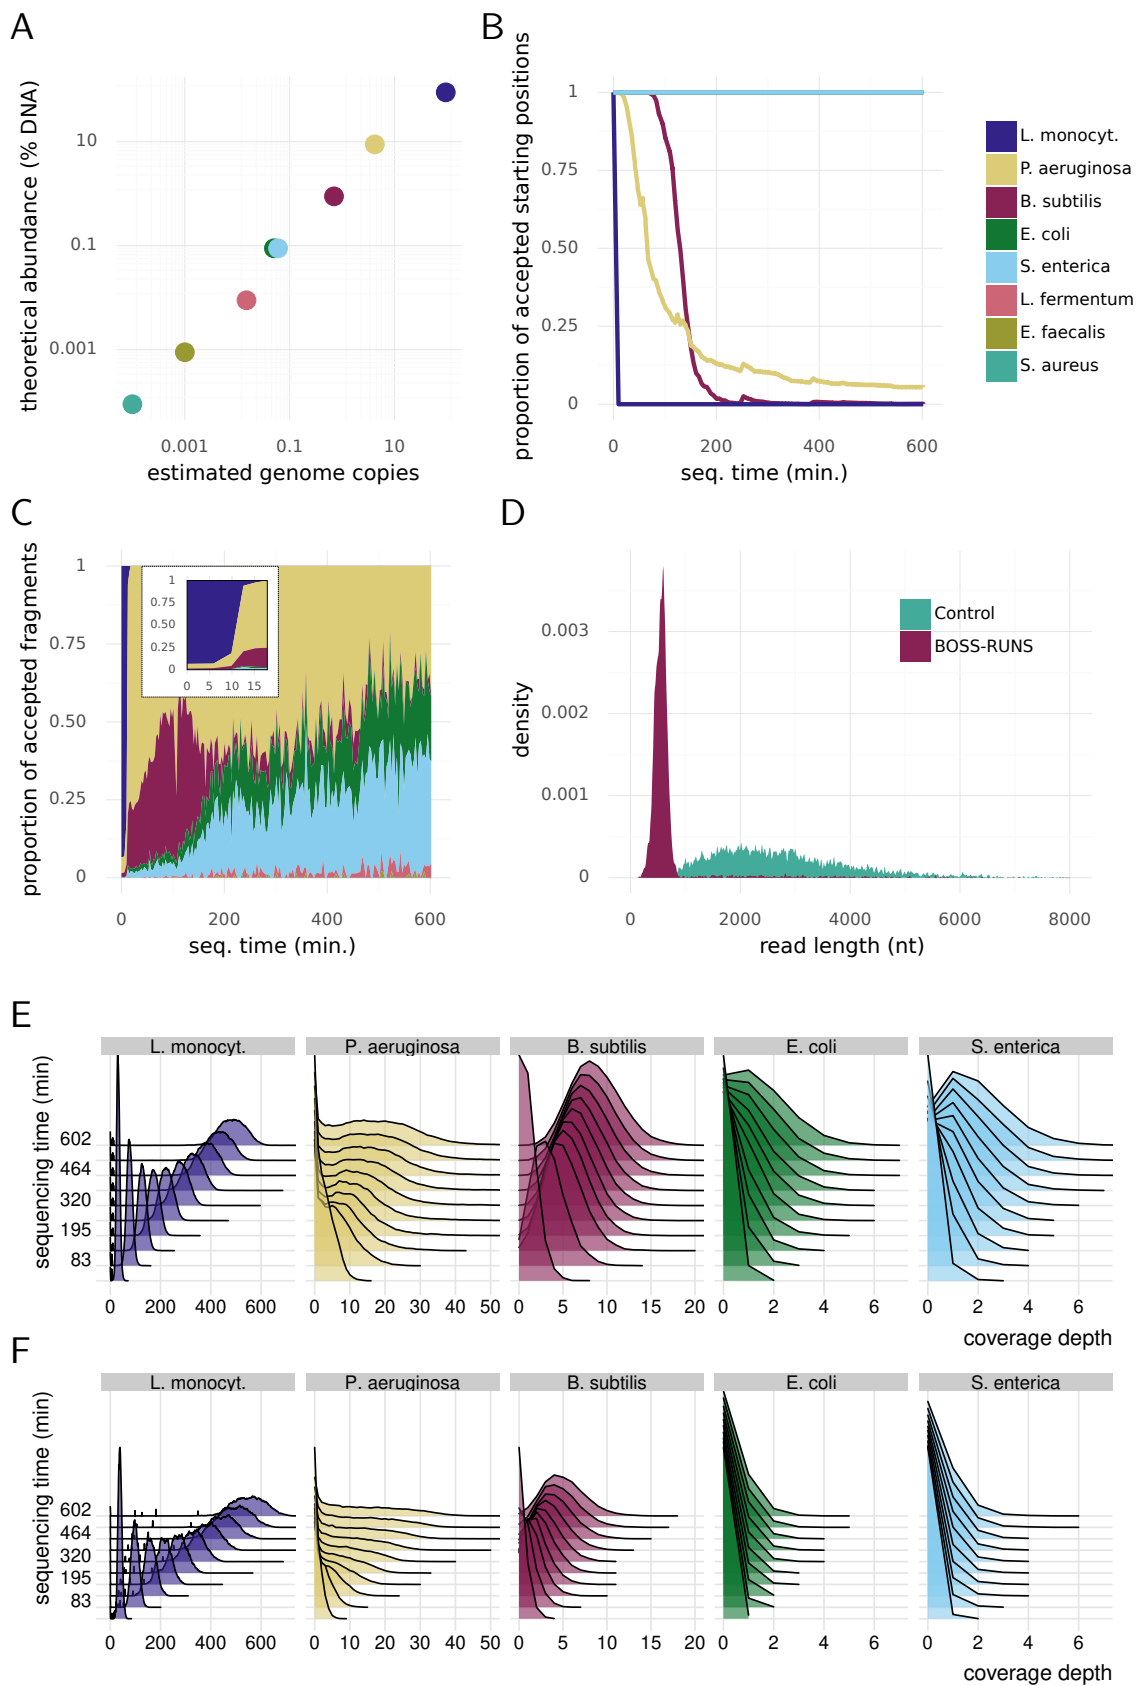 A
theoretical abundance (% DNA)
10
0.1
0.001
0.001 0.1 10
estimated genome copies
B
proportion of accepted starting positions
1
0.75
0.50
0.25
0
0 200 400 600
seq. time (min.)
L. monocyt.
P. aeruginosa
B. subtilis
E. coli
S. enterica
L. fermentum
E. faecalis
S. aureus
C
proportion of accepted fragments
1
0.75
0.50
0.25
0
0 200 400 600
seq. time (min.)
1
0.75
0.50
0.25
0
0 5 10 15
D
density
0.003
0.002
0.001
0
0 2000 4000 6000 8000
read length (nt)
Control
BOSS-RUNS
E
L. monocyt. P. aeruginosa B. subtilis E. coli S. enterica
sequencing time (min)
602
464
320
195
83
0 200 400 600 0 10 20 30 40 50 0 5 10 15 20 0 2 4 6 0 2 4 6
coverage depth
F
L. monocyt. P. aeruginosa B. subtilis E. coli S. enterica
sequencing time (min)
602
464
320
195
83
0 200 400 600 0 10 20 30 40 50 0 5 10 15 20 0 2 4 6 0 2 4 6
coverage depth